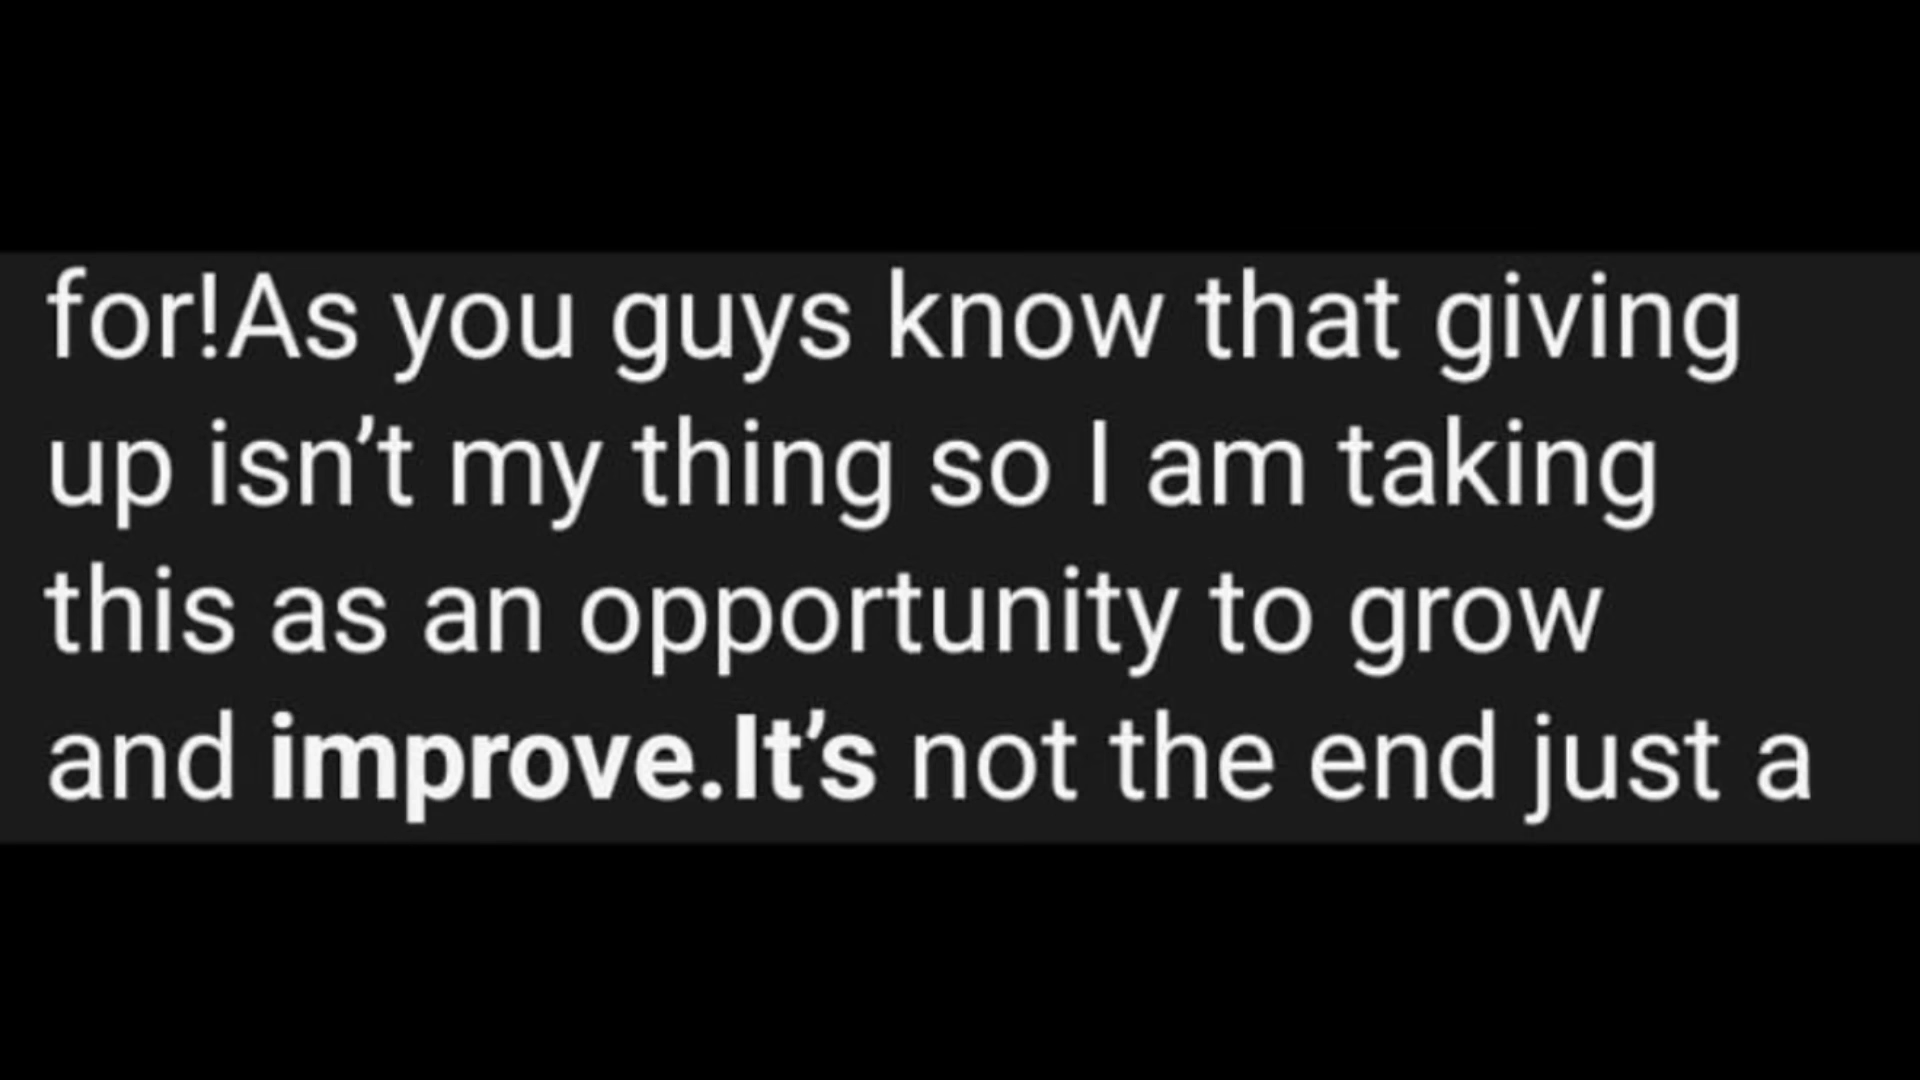 for!As you guys know that giving
up isn’t my thing so I am taking
this as an opportunity to grow
and improve.It’s not the end just a